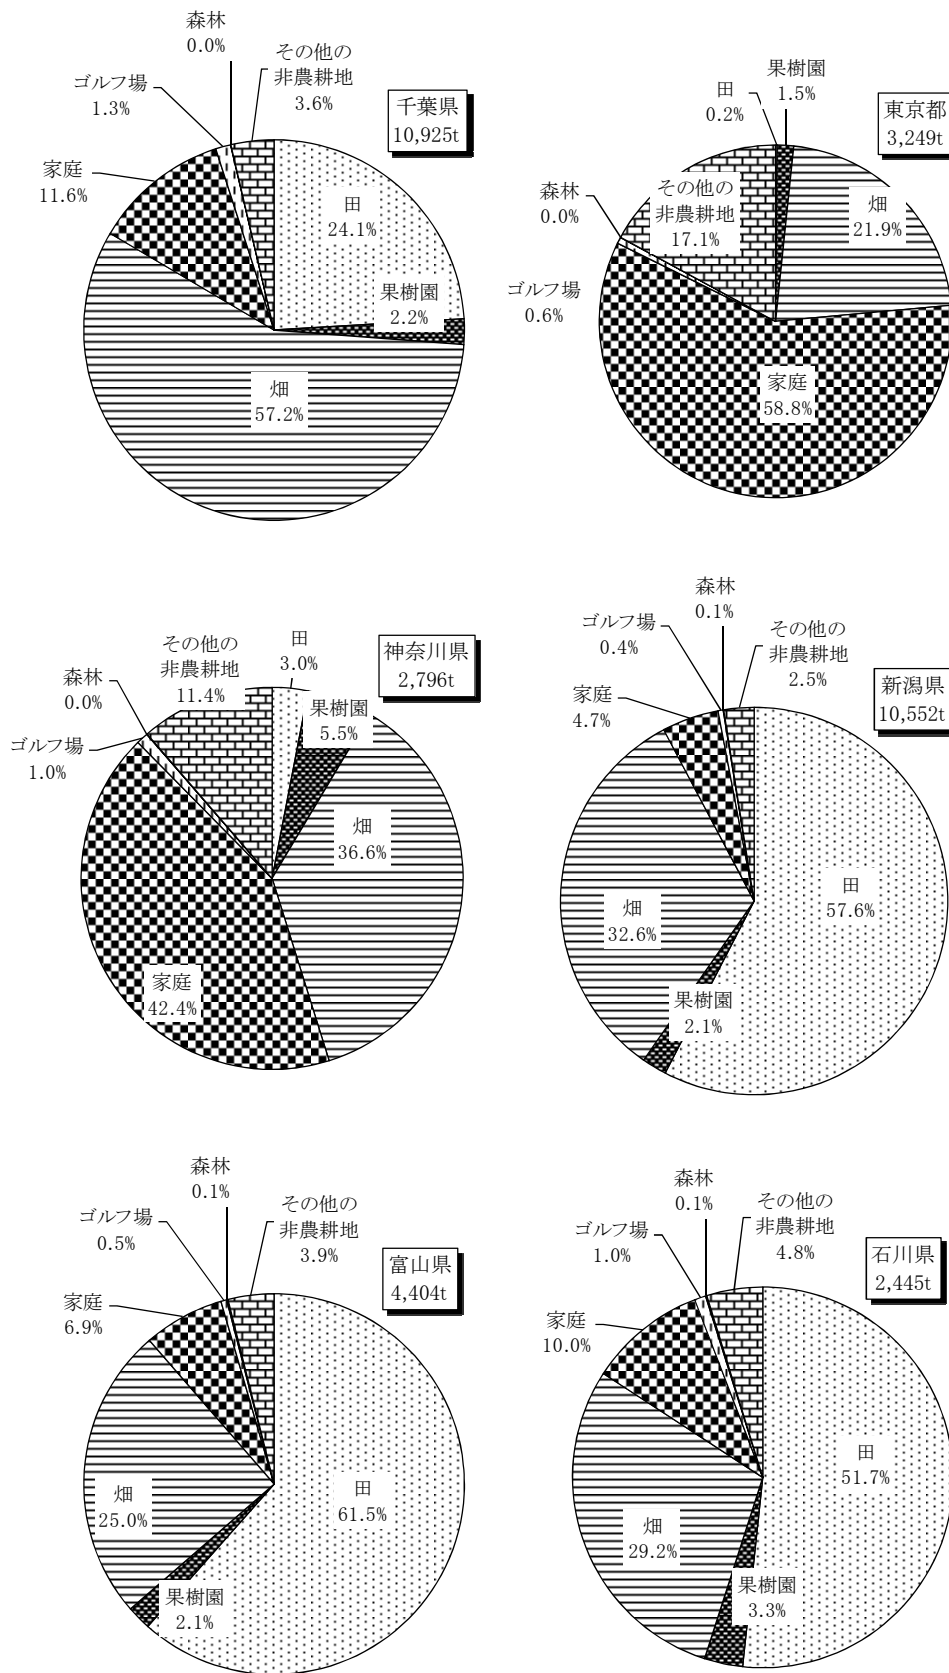 千葉県
10,925t
森林
0.0%
その他の
非農耕地
3.6%
ゴルフ場
1.3%
家庭
11.6%
田
24.1%
果樹園
2.2%
畑
57.2%
東京都
3,249t
果樹園
1.5%
田
0.2%
森林
0.0%
その他の
非農耕地
17.1%
畑
21.9%
ゴルフ場
0.6%
家庭
58.8%
神奈川県
2,796t
田
3.0%
その他の
非農耕地
11.4%
森林
0.0%
ゴルフ場
1.0%
果樹園
5.5%
畑
36.6%
家庭
42.4%
新潟県
10,552t
森林
0.1%
ゴルフ場
0.4%
その他の
非農耕地
2.5%
家庭
4.7%
田
57.6%
畑
32.6%
果樹園
2.1%
富山県
4,404t
森林
0.1%
ゴルフ場
0.5%
その他の
非農耕地
3.9%
家庭
6.9%
田
61.5%
畑
25.0%
果樹園
2.1%
石川県
2,445t
森林
0.1%
ゴルフ場
1.0%
その他の
非農耕地
4.8%
家庭
10.0%
田
51.7%
畑
29.2%
果樹園
3.3%